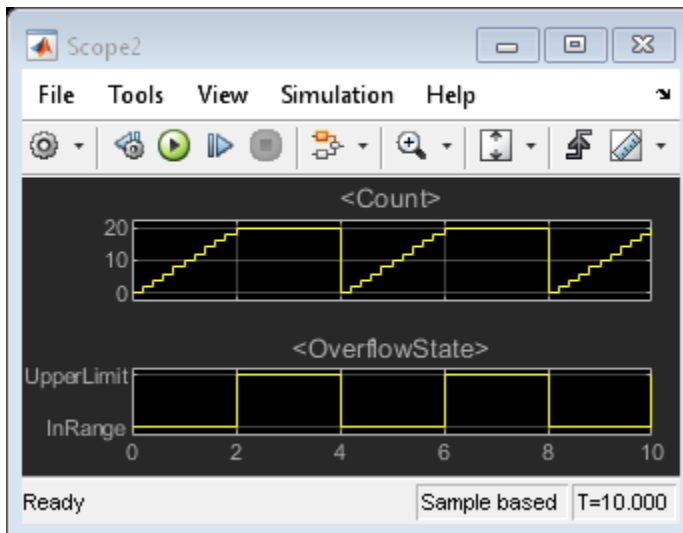 Scope2
File Tools View Simulation Help
<Count>
20
10
0
<OverflowState>
UpperLimit
InRange
0 2 4 6 8 10
Ready Sample based T=10.000